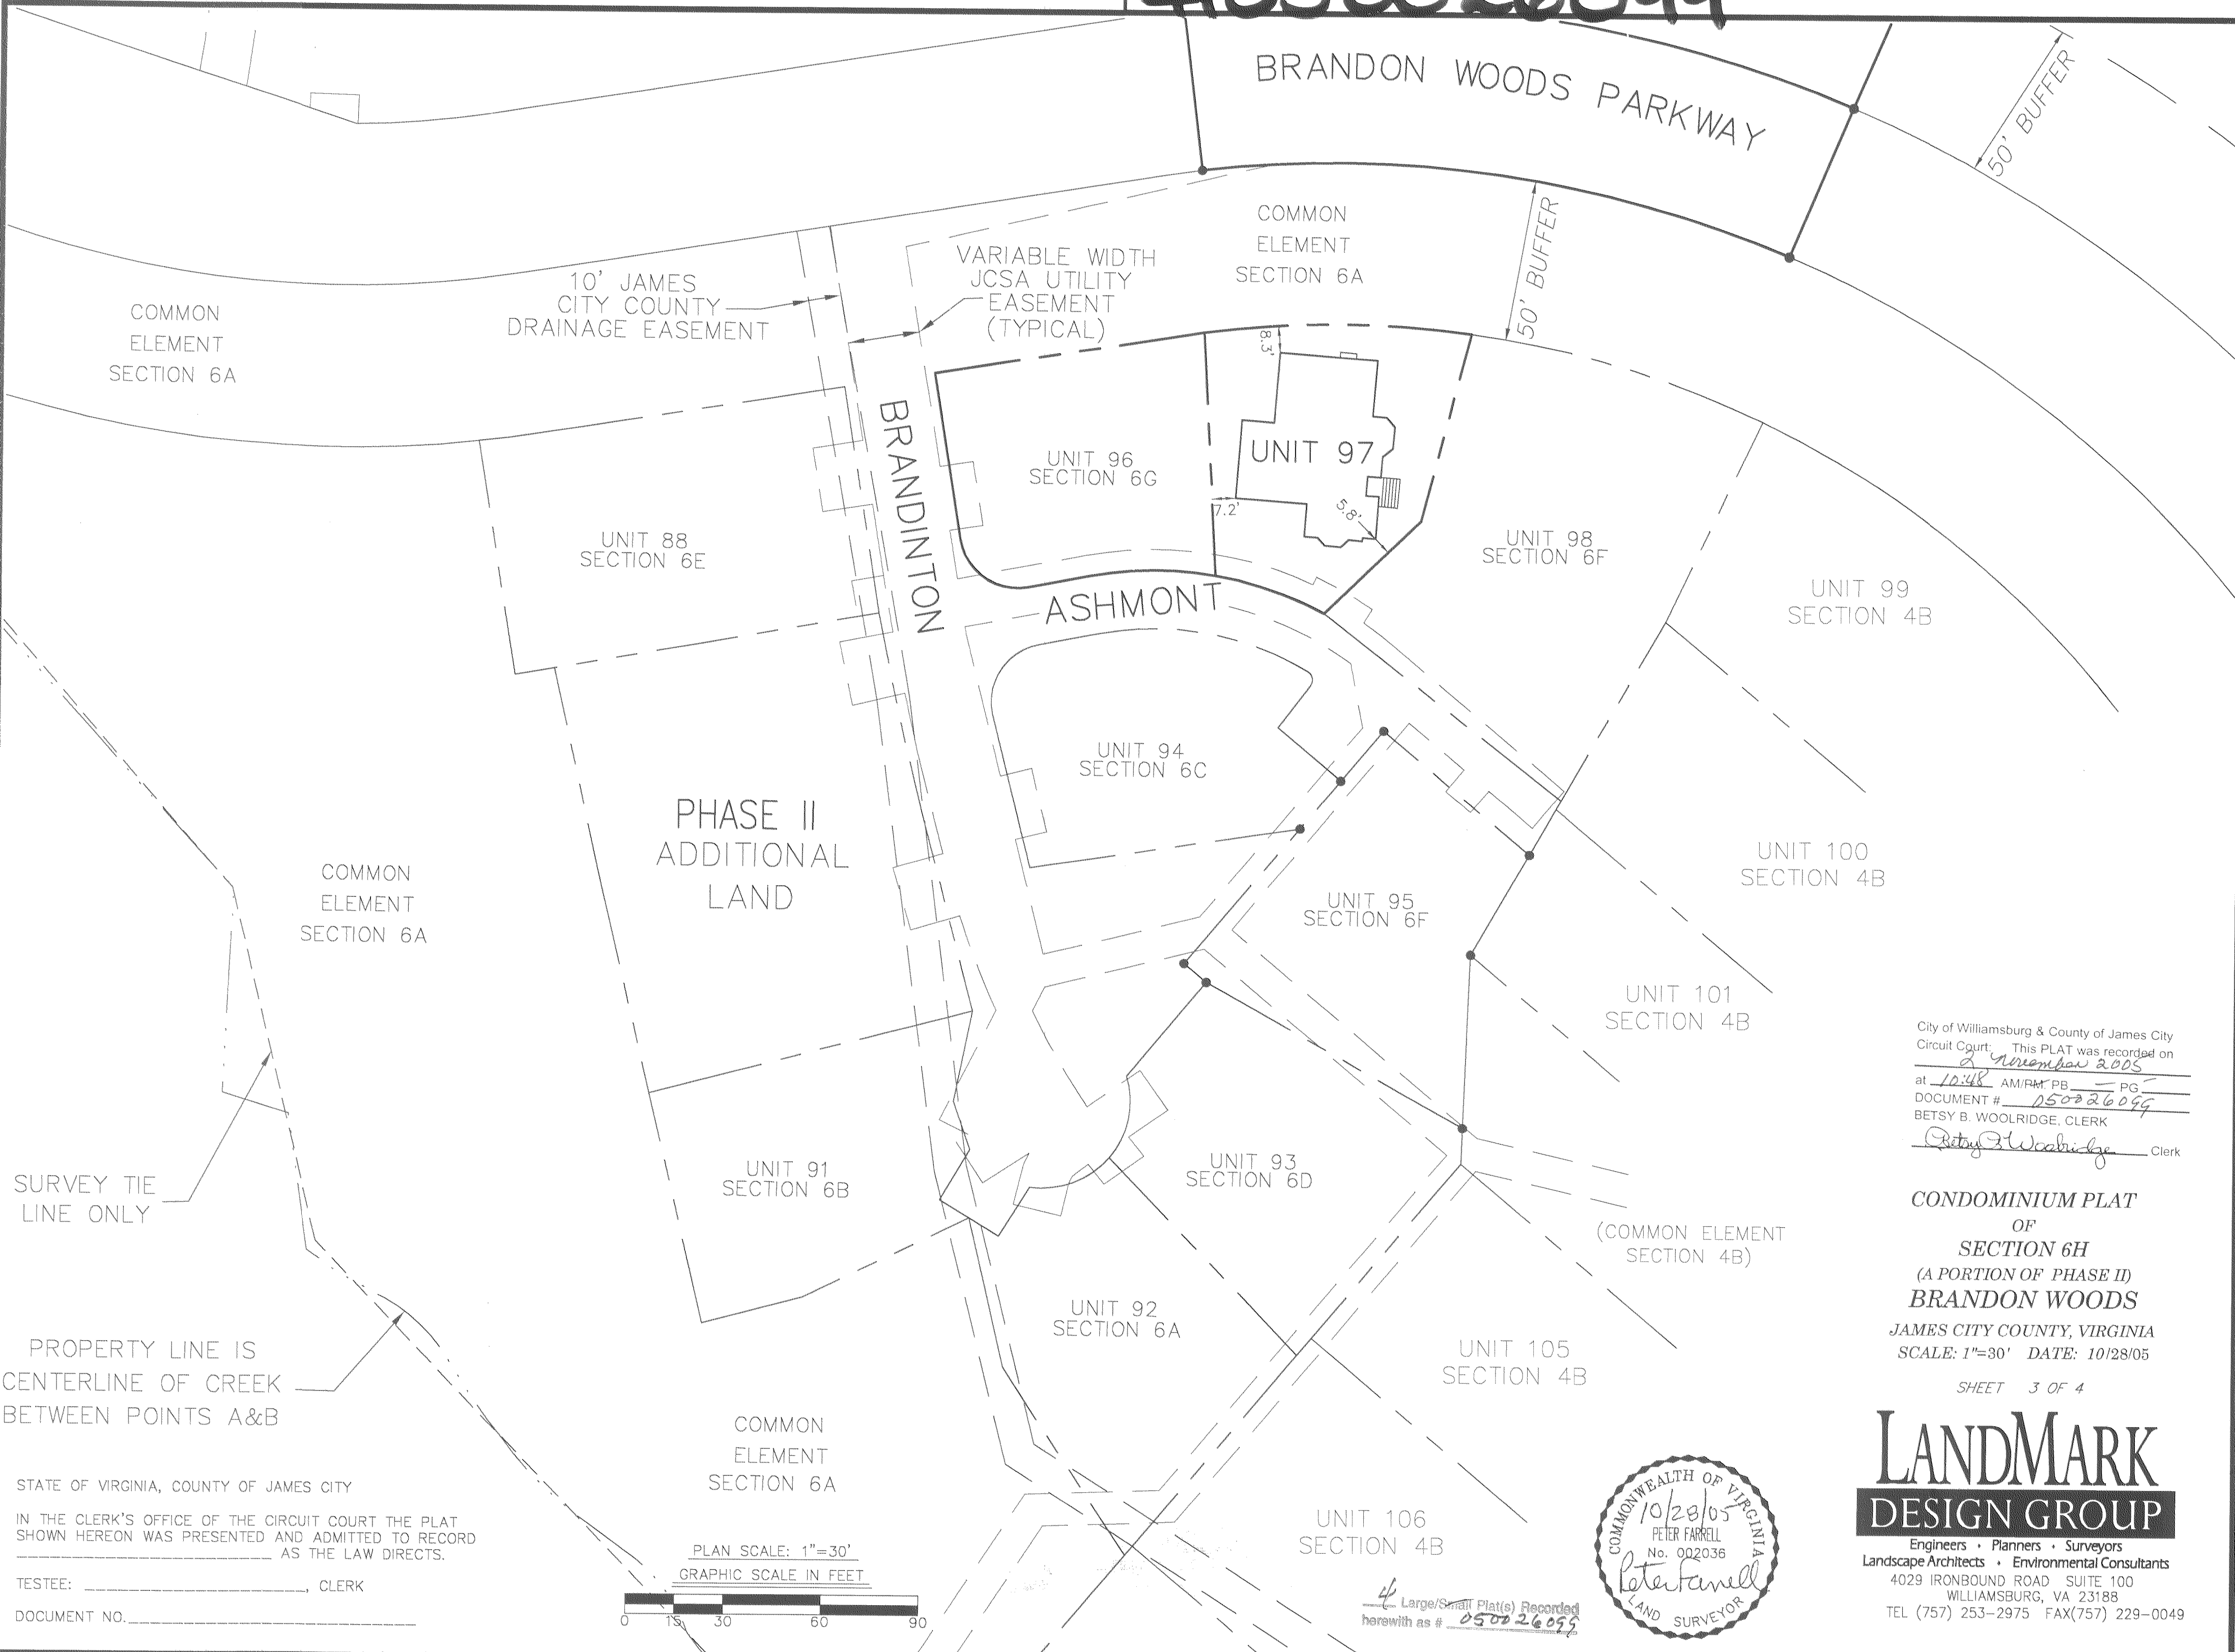 BRANDON WOODS PARKWAY
50' BUFFER
COMMON
ELEMENT
SECTION 6A
50' BUFFER
VARIABLE WIDTH
JCSA UTILITY
EASEMENT
(TYPICAL)
10' JAMES
CITY COUNTY
DRAINAGE EASEMENT
COMMON
ELEMENT
SECTION 6A
8.3'
BRANDINTON
UNIT 96
SECTION 6G
UNIT 97
7.2'
5.8'
UNIT 88
SECTION 6E
UNIT 98
SECTION 6F
UNIT 99
SECTION 4B
ASHMONT
UNIT 94
SECTION 6C
PHASE II
ADDITIONAL
LAND
UNIT 100
SECTION 4B
COMMON
ELEMENT
SECTION 6A
UNIT 95
SECTION 6F
UNIT 101
SECTION 4B
SURVEY TIE
LINE ONLY
UNIT 91
SECTION 6B
UNIT 93
SECTION 6D
(COMMON ELEMENT
SECTION 4B)
UNIT 92
SECTION 6A
UNIT 105
SECTION 4B
PROPERTY LINE IS
CENTERLINE OF CREEK
BETWEEN POINTS A&B
COMMON
ELEMENT
SECTION 6A
UNIT 106
SECTION 4B
STATE OF VIRGINIA, COUNTY OF JAMES CITY
IN THE CLERK'S OFFICE OF THE CIRCUIT COURT THE PLAT
SHOWN HEREON WAS PRESENTED AND ADMITTED TO RECORD
AS THE LAW DIRECTS.
TESTEE: , CLERK
DOCUMENT NO.
PLAN SCALE: 1"=30'
GRAPHIC SCALE IN FEET
0 15 30 60 90
4 Large/Small Plat(s) Recorded
herewith as # 050026099
COMMONWEALTH OF VIRGINIA
10/28/05
PETER FARRELL
No. 002036
Peter Farrell
LAND SURVEYOR
City of Williamsburg & County of James City
Circuit Court: This PLAT was recorded on
2 November 2005
at 10:48 AM/PM. PB — PG —
DOCUMENT # 050026099
BETSY B. WOOLRIDGE, CLERK
Betsy B Woolridge Clerk
CONDOMINIUM PLAT
OF
SECTION 6H
(A PORTION OF PHASE II)
BRANDON WOODS
JAMES CITY COUNTY, VIRGINIA
SCALE: 1"=30' DATE: 10/28/05
SHEET 3 OF 4
LANDMARK
DESIGN GROUP
Engineers • Planners • Surveyors
Landscape Architects • Environmental Consultants
4029 IRONBOUND ROAD SUITE 100
WILLIAMSBURG, VA 23188
TEL (757) 253-2975 FAX(757) 229-0049